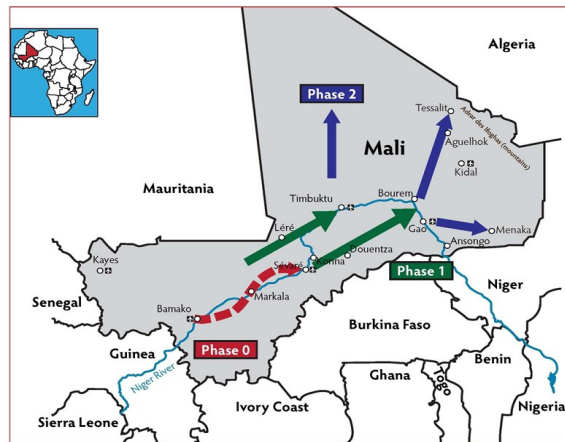 Algeria
Phase 2
Tessalit
Adrar des Ifoghas (mountains)
Aguelhok
Mali
Kidal
Mauritania
Bourem
Timbuktu
Gao
Menaka
Léré
Ansongo
Kayes
Konna
Douentza
Sévaré
Phase 1
Senegal
Markala
Niger
Bamako
Burkina Faso
Guinea
Phase 0
Benin
Niger River
Ghana
Togo
Ivory Coast
Nigeria
Sierra Leone